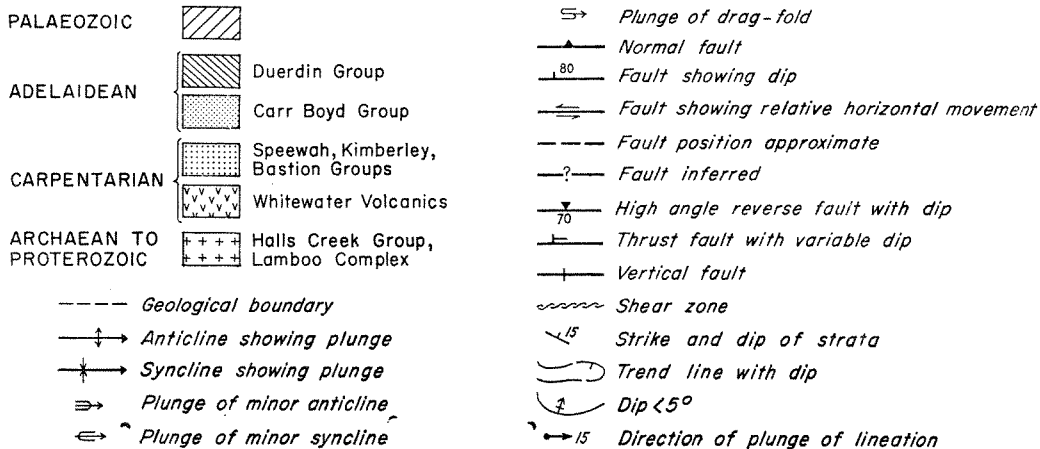 PALAEOZOIC
ADELAIDEAN
Duerdin Group
Carr Boyd Group
CARPENTARIAN
Speewah, Kimberley,
Bastion Groups
Whitewater Volcanics
ARCHAEAN TO
PROTEROZOIC
Halls Creek Group,
Lamboo Complex
Geological boundary
Anticline showing plunge
Syncline showing plunge
Plunge of minor anticline
Plunge of minor syncline
Plunge of drag-fold
Normal fault
80 Fault showing dip
Fault showing relative horizontal movement
Fault position approximate
? Fault inferred
70 High angle reverse fault with dip
Thrust fault with variable dip
Vertical fault
Shear zone
15 Strike and dip of strata
Trend line with dip
Dip <5°
15 Direction of plunge of lineation